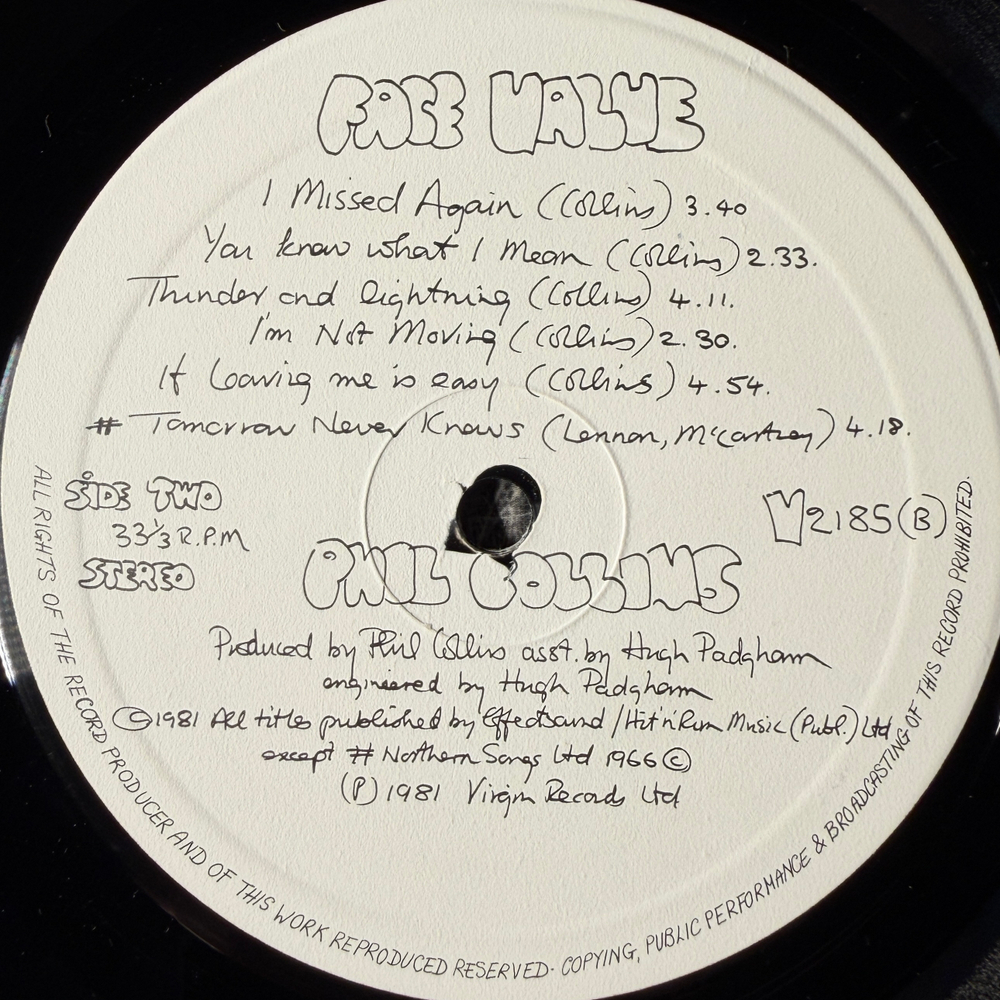 FACE VALUE
I Missed Again (Collins) 3.40
You know what I Mean (Collins) 2.33.
Thunder and lightning (Collins) 4.11.
I'm Not Moving (Collins) 2.30.
If leaving me is easy (Collins) 4.54.
# Tomorrow Never Knows (Lennon, McCartney) 4.18.
SIDE TWO
33⅓ R.P.M
STEREO
V2185 (B)
PHIL COLLINS
Produced by Phil Collins asst. by Hugh Padgham
engineered by Hugh Padgham
©1981 All titles published by Effectsound / Hit'n'Run Music (Publ.) Ltd
except # Northern Songs Ltd 1966 ©
(P) 1981 Virgin Records Ltd
ALL RIGHTS OF THE RECORD PRODUCER AND OF THIS WORK REPRODUCED RESERVED· COPYING, PUBLIC PERFORMANCE & BROADCASTING OF THIS RECORD PROHIBITED.